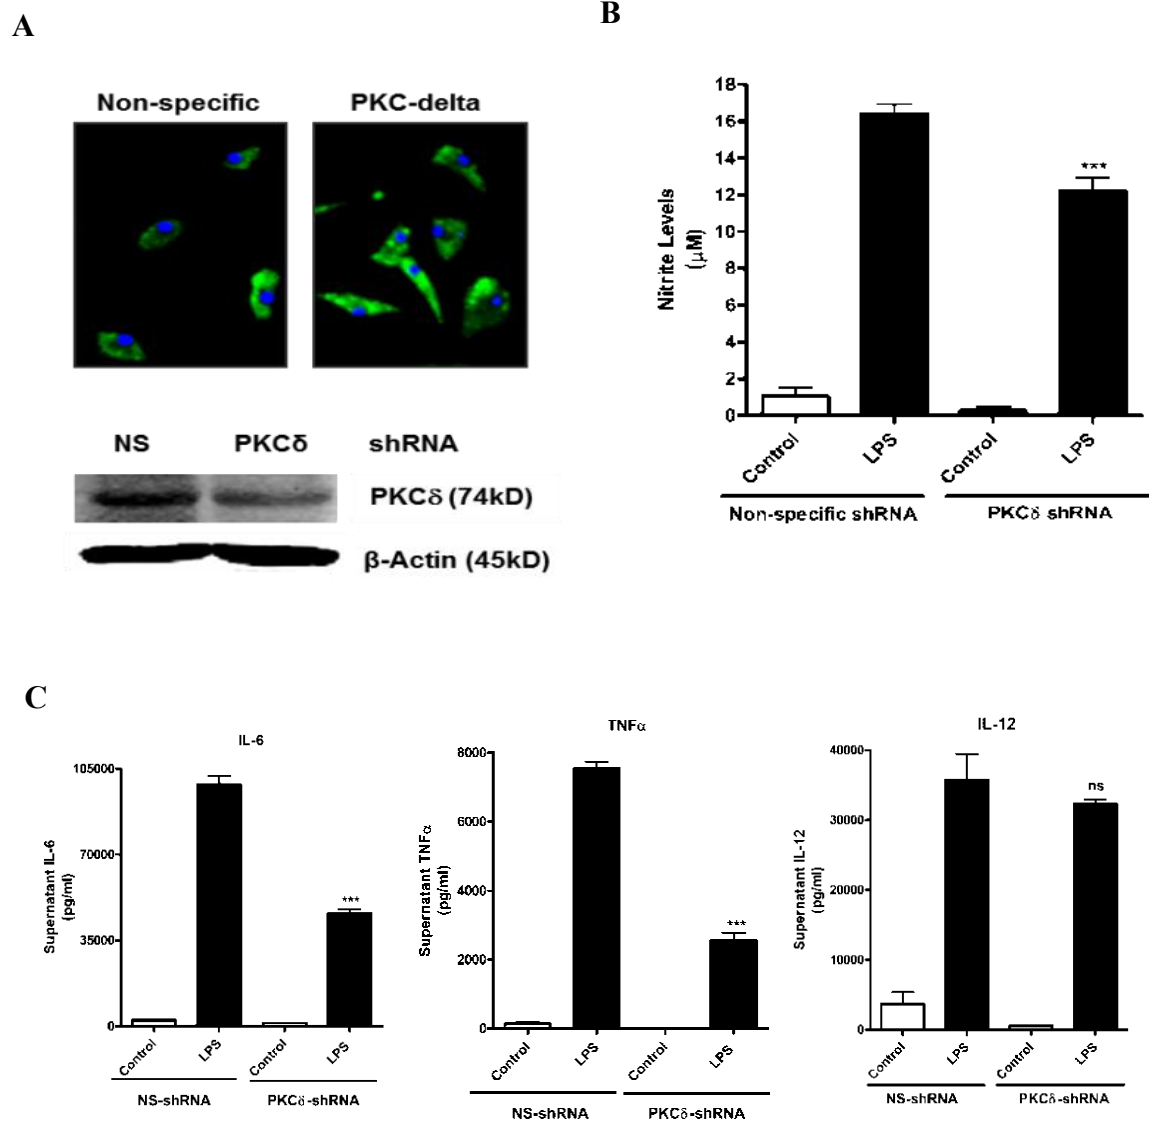 A
B
Non-specific PKC-delta
NS PKCδ shRNA
PKCδ (74kD)
β-Actin (45kD)
Nitrite Levels
(μM)
18
16
14
12
10
8
6
4
2
0
***
Control LPS Control LPS
Non-specific shRNA PKCδ shRNA
C
IL-6
Supernatant IL-6
(pg/ml)
105000
70000
35000
0
***
Control LPS Control LPS
NS-shRNA PKCδ-shRNA
TNFα
Supernatant TNFα
(pg/ml)
8000
6000
4000
2000
0
***
Control LPS Control LPS
NS-shRNA PKCδ-shRNA
IL-12
Supernatant IL-12
(pg/ml)
40000
30000
20000
10000
0
ns
Control LPS Control LPS
NS-shRNA PKCδ-shRNA